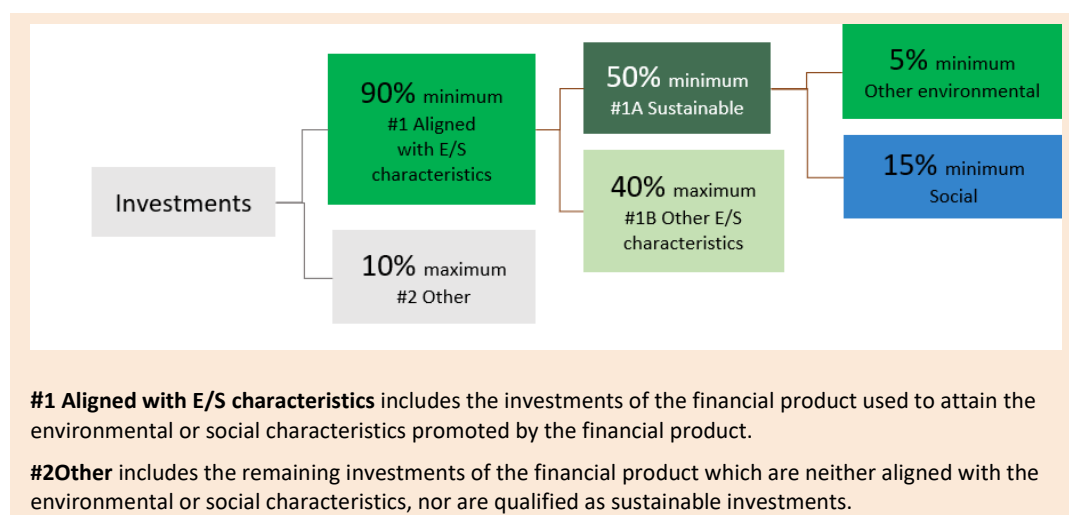 Investments
90% minimum
#1 Aligned
with E/S
characteristics
10% maximum
#2 Other
50% minimum
#1A Sustainable
40% maximum
#1B Other E/S
characteristics
5% minimum
Other environmental
15% minimum
Social
#1 Aligned with E/S characteristics includes the investments of the financial product used to attain the
environmental or social characteristics promoted by the financial product.
#2Other includes the remaining investments of the financial product which are neither aligned with the
environmental or social characteristics, nor are qualified as sustainable investments.